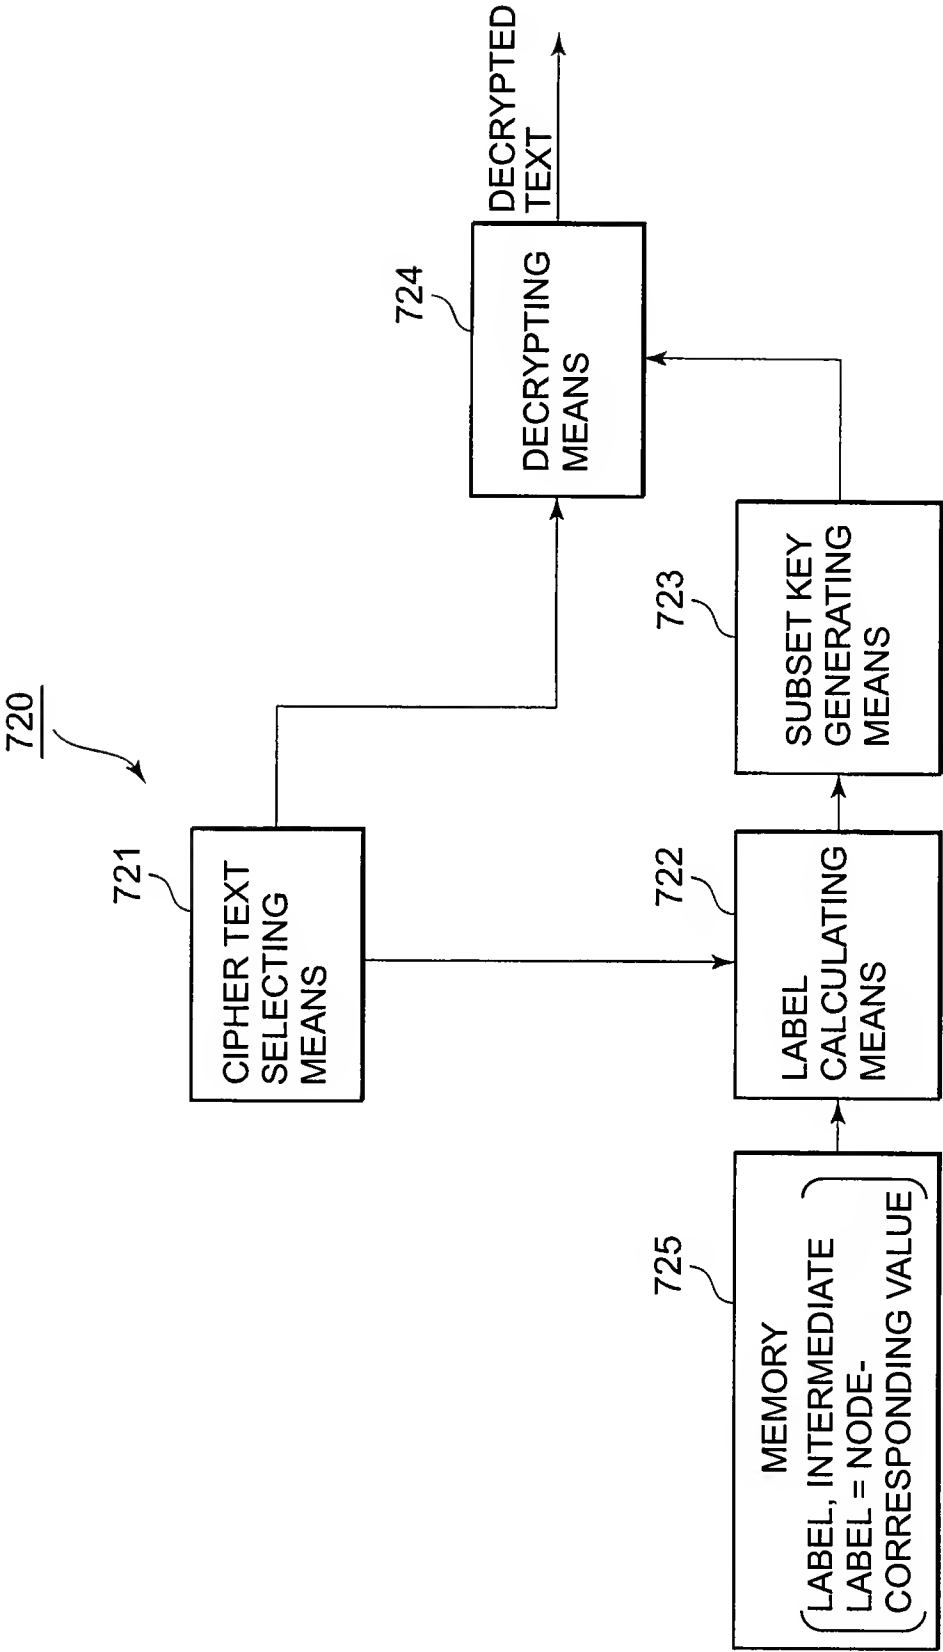 720
721
CIPHER TEXT
SELECTING
MEANS
724
DECRYPTING
MEANS
DECRYPTED
TEXT
725
MEMORY
LABEL, INTERMEDIATE
LABEL = NODE-
CORRESPONDING VALUE
722
LABEL
CALCULATING
MEANS
723
SUBSET KEY
GENERATING
MEANS